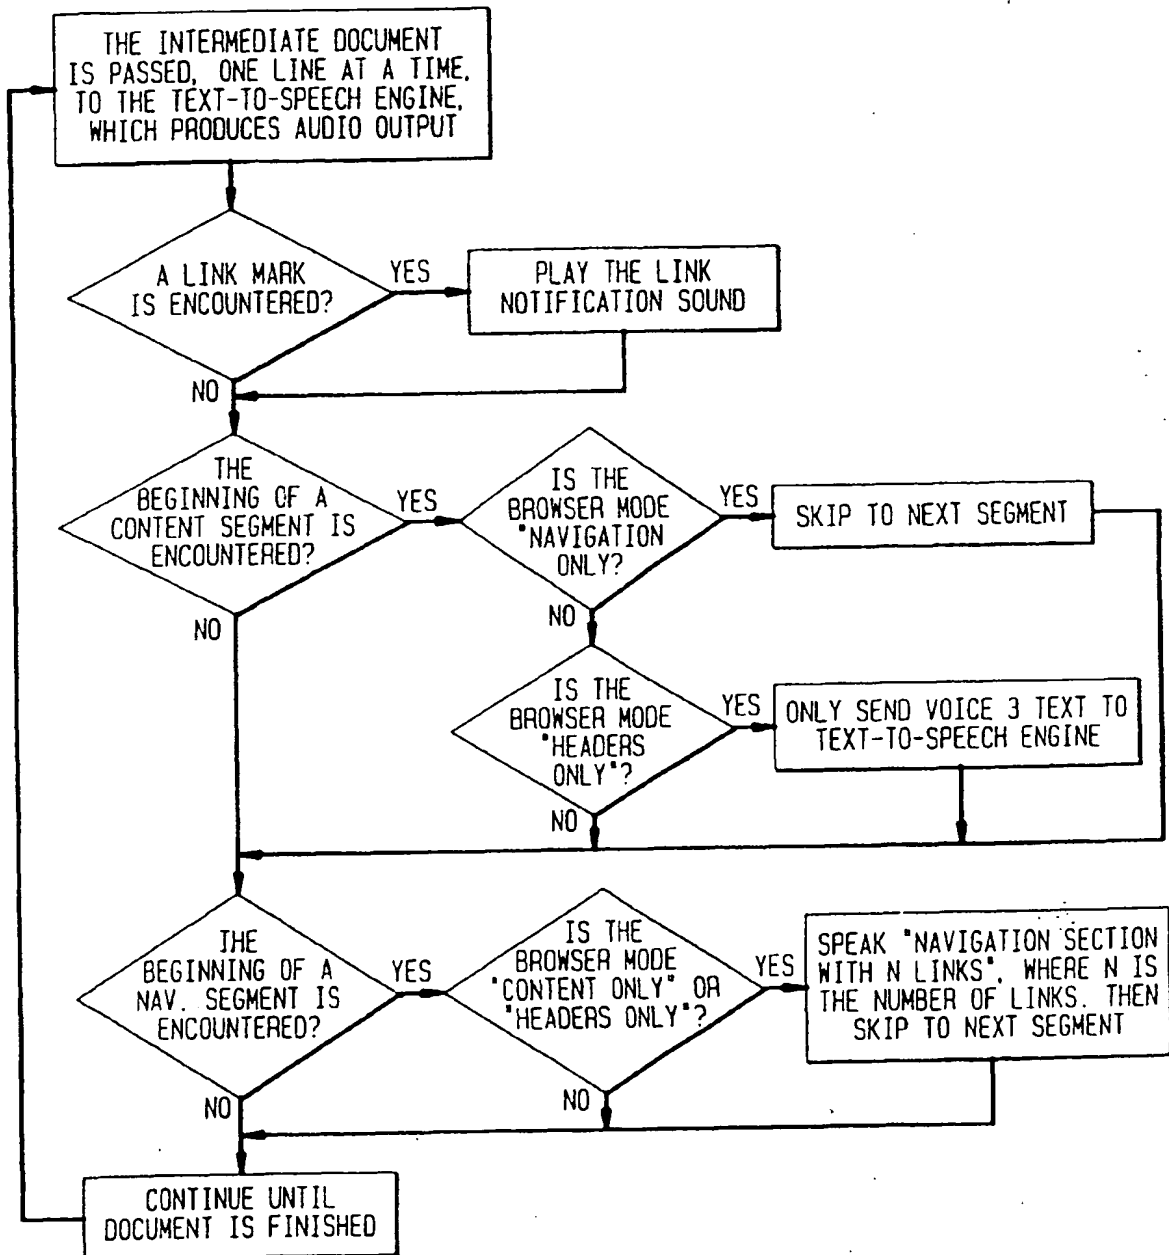 THE INTERMEDIATE DOCUMENT
IS PASSED, ONE LINE AT A TIME,
TO THE TEXT-TO-SPEECH ENGINE,
WHICH PRODUCES AUDIO OUTPUT
A LINK MARK
IS ENCOUNTERED?
YES
PLAY THE LINK
NOTIFICATION SOUND
NO
THE
BEGINNING OF A
CONTENT SEGMENT IS
ENCOUNTERED?
YES
IS THE
BROWSER MODE
"NAVIGATION
ONLY?
YES
SKIP TO NEXT SEGMENT
NO
NO
IS THE
BROWSER MODE
"HEADERS
ONLY"?
YES
ONLY SEND VOICE 3 TEXT TO
TEXT-TO-SPEECH ENGINE
NO
THE
BEGINNING OF A
NAV. SEGMENT IS
ENCOUNTERED?
YES
IS THE
BROWSER MODE
"CONTENT ONLY" OR
"HEADERS ONLY"?
YES
SPEAK "NAVIGATION SECTION
WITH N LINKS", WHERE N IS
THE NUMBER OF LINKS. THEN
SKIP TO NEXT SEGMENT
NO
NO
CONTINUE UNTIL
DOCUMENT IS FINISHED